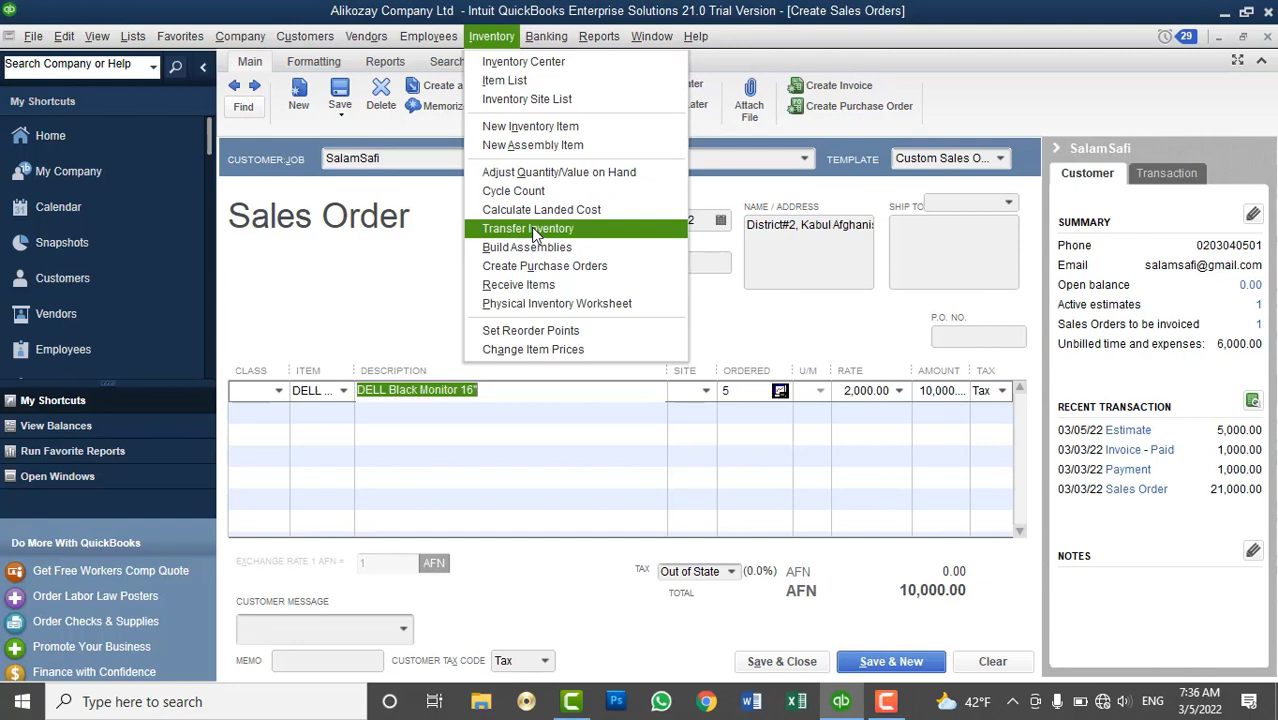 Alikozay Company Ltd - Intuit QuickBooks Enterprise Solutions 21.0 Trial Version - [Create Sales Orders]
File Edit View Lists Favorites Company Customers Vendors Employees Inventory Banking Reports Window Help 29
Search Company or Help
My Shortcuts
Home
My Company
Calendar
Snapshots
Customers
Vendors
Employees
My Shortcuts
View Balances
Run Favorite Reports
Open Windows
Do More With QuickBooks
Get Free Workers Comp Quote
Order Labor Law Posters
Order Checks & Supplies
Promote Your Business
Finance with Confidence
Main Formatting Reports Search
Find New Save Delete Create a
Memoriz
Attach
File
Create Invoice
Create Purchase Order
Inventory Center
Item List
Inventory Site List
New Inventory Item
New Assembly Item
Adjust Quantity/Value on Hand
Cycle Count
Calculate Landed Cost
Transfer Inventory
Build Assemblies
Create Purchase Orders
Receive Items
Physical Inventory Worksheet
Set Reorder Points
Change Item Prices
CUSTOMER:JOB SalamSafi TEMPLATE Custom Sales O...
Sales Order
2
NAME / ADDRESS
District#2, Kabul Afghanis
SHIP TO
P.O. NO.
CLASS ITEM DESCRIPTION SITE ORDERED U/M RATE AMOUNT TAX
DELL ... DELL Black Monitor 16" 5 2,000.00 10,000.... Tax
EXCHANGE RATE 1 AFN = 1 AFN
TAX Out of State (0.0%) AFN 0.00
TOTAL AFN 10,000.00
CUSTOMER MESSAGE
MEMO CUSTOMER TAX CODE Tax
Save & Close Save & New Clear
SalamSafi
Customer Transaction
SUMMARY
Phone 0203040501
Email salamsafi@gmail.com
Open balance 0.00
Active estimates 1
Sales Orders to be invoiced 1
Unbilled time and expenses: 6,000.00
RECENT TRANSACTION
03/05/22 Estimate 5,000.00
03/03/22 Invoice - Paid 1,000.00
03/03/22 Payment 1,000.00
03/03/22 Sales Order 21,000.00
NOTES
Type here to search
42°F
ENG
7:36 AM
3/5/2022